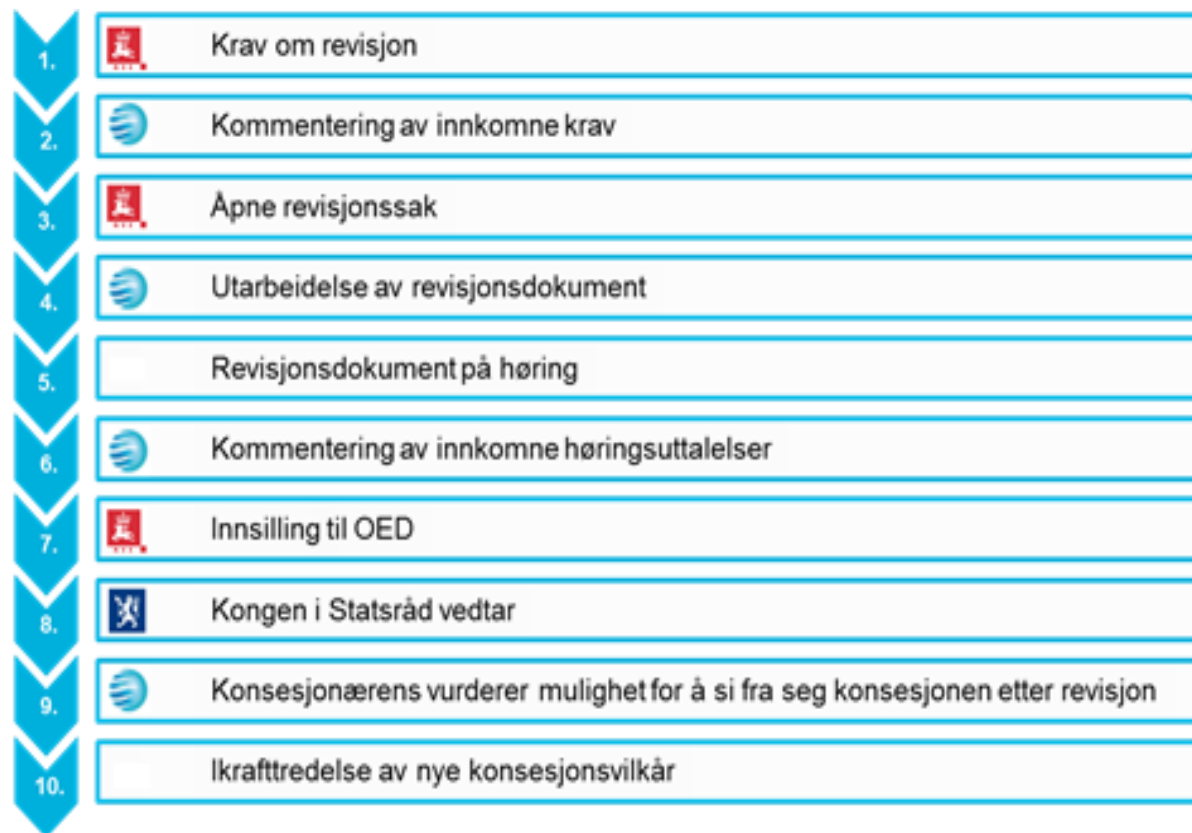 1. Krav om revisjon
2. Kommentering av innkomne krav
3. Åpne revisjonssak
4. Utarbeidelse av revisjonsdokument
5. Revisjonsdokument på høring
6. Kommentering av innkomne høringsuttalelser
7. Innsilling til OED
8. Kongen i Statsråd vedtar
9. Konsesjonærens vurderer mulighet for å si fra seg konsesjonen etter revisjon
10. Ikrafttredelse av nye konsesjonsvilkår